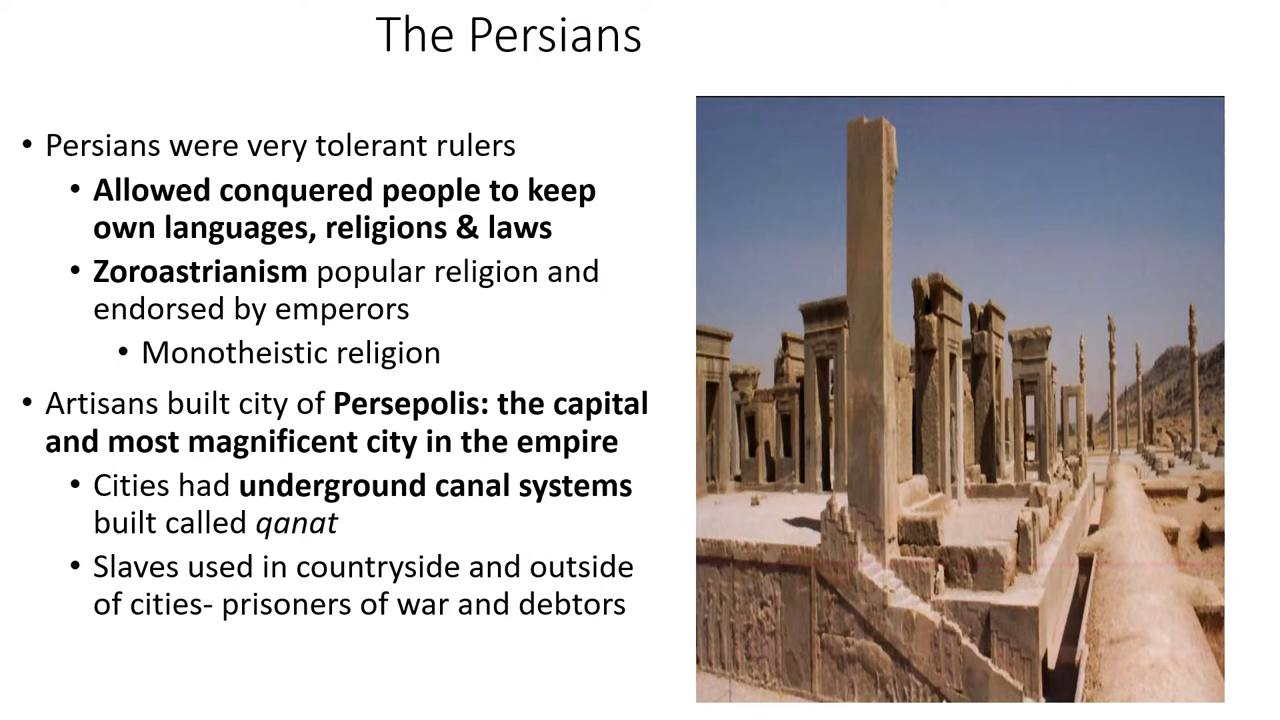 The Persians
• Persians were very tolerant rulers
• Allowed conquered people to keep
own languages, religions & laws
• Zoroastrianism popular religion and
endorsed by emperors
• Monotheistic religion
• Artisans built city of Persepolis: the capital
and most magnificent city in the empire
• Cities had underground canal systems
built called qanat
• Slaves used in countryside and outside
of cities- prisoners of war and debtors